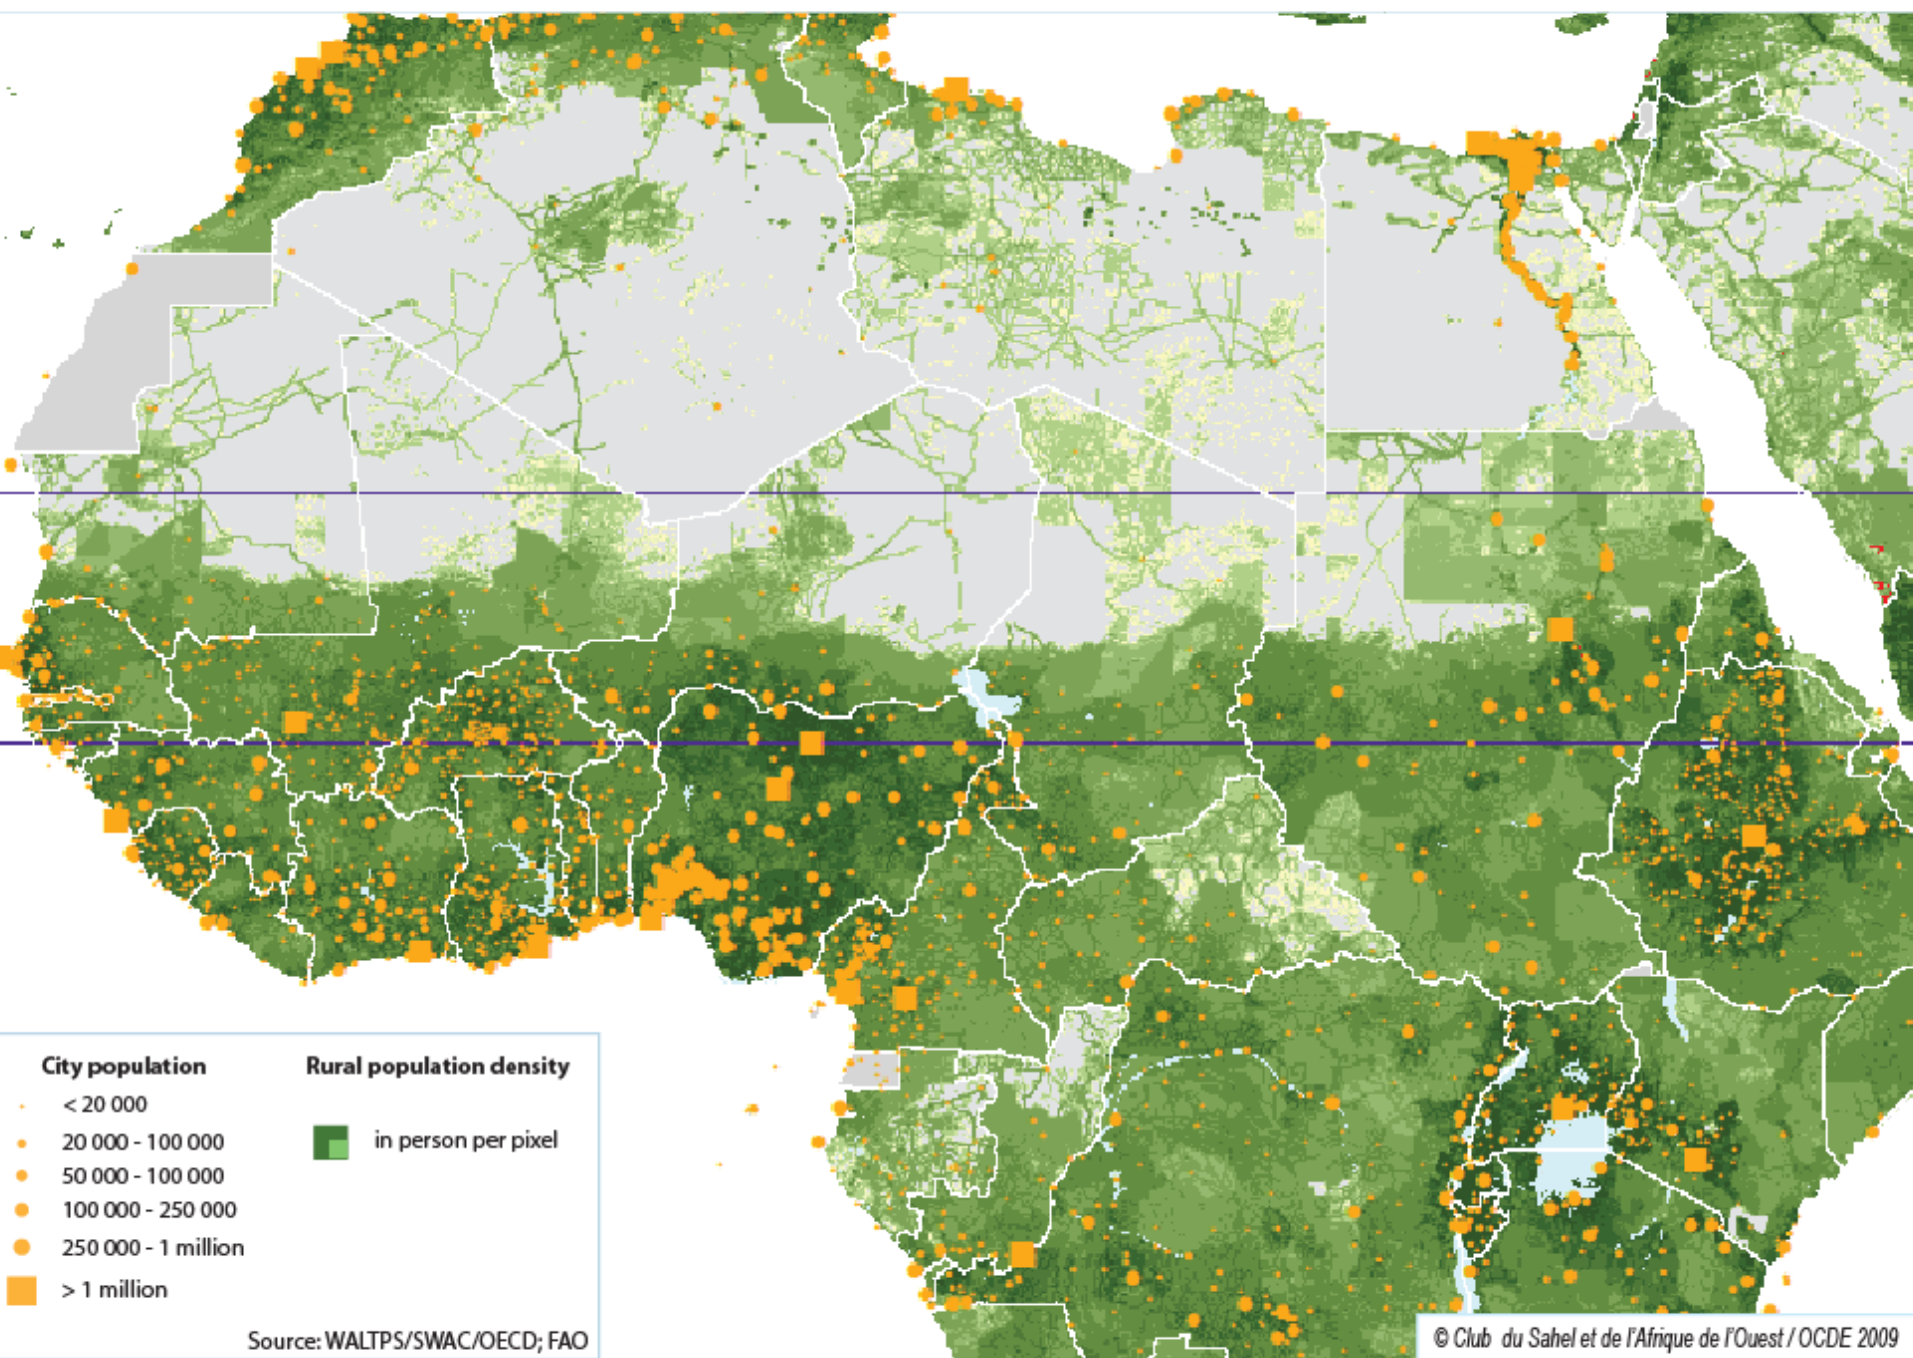 City population
Rural population density
< 20 000
20 000 - 100 000
in person per pixel
50 000 - 100 000
100 000 - 250 000
250 000 - 1 million
> 1 million
Source: WALTPS/SWAC/OECD; FAO
© Club du Sahel et de l'Afrique de l'Ouest / OCDE 2009